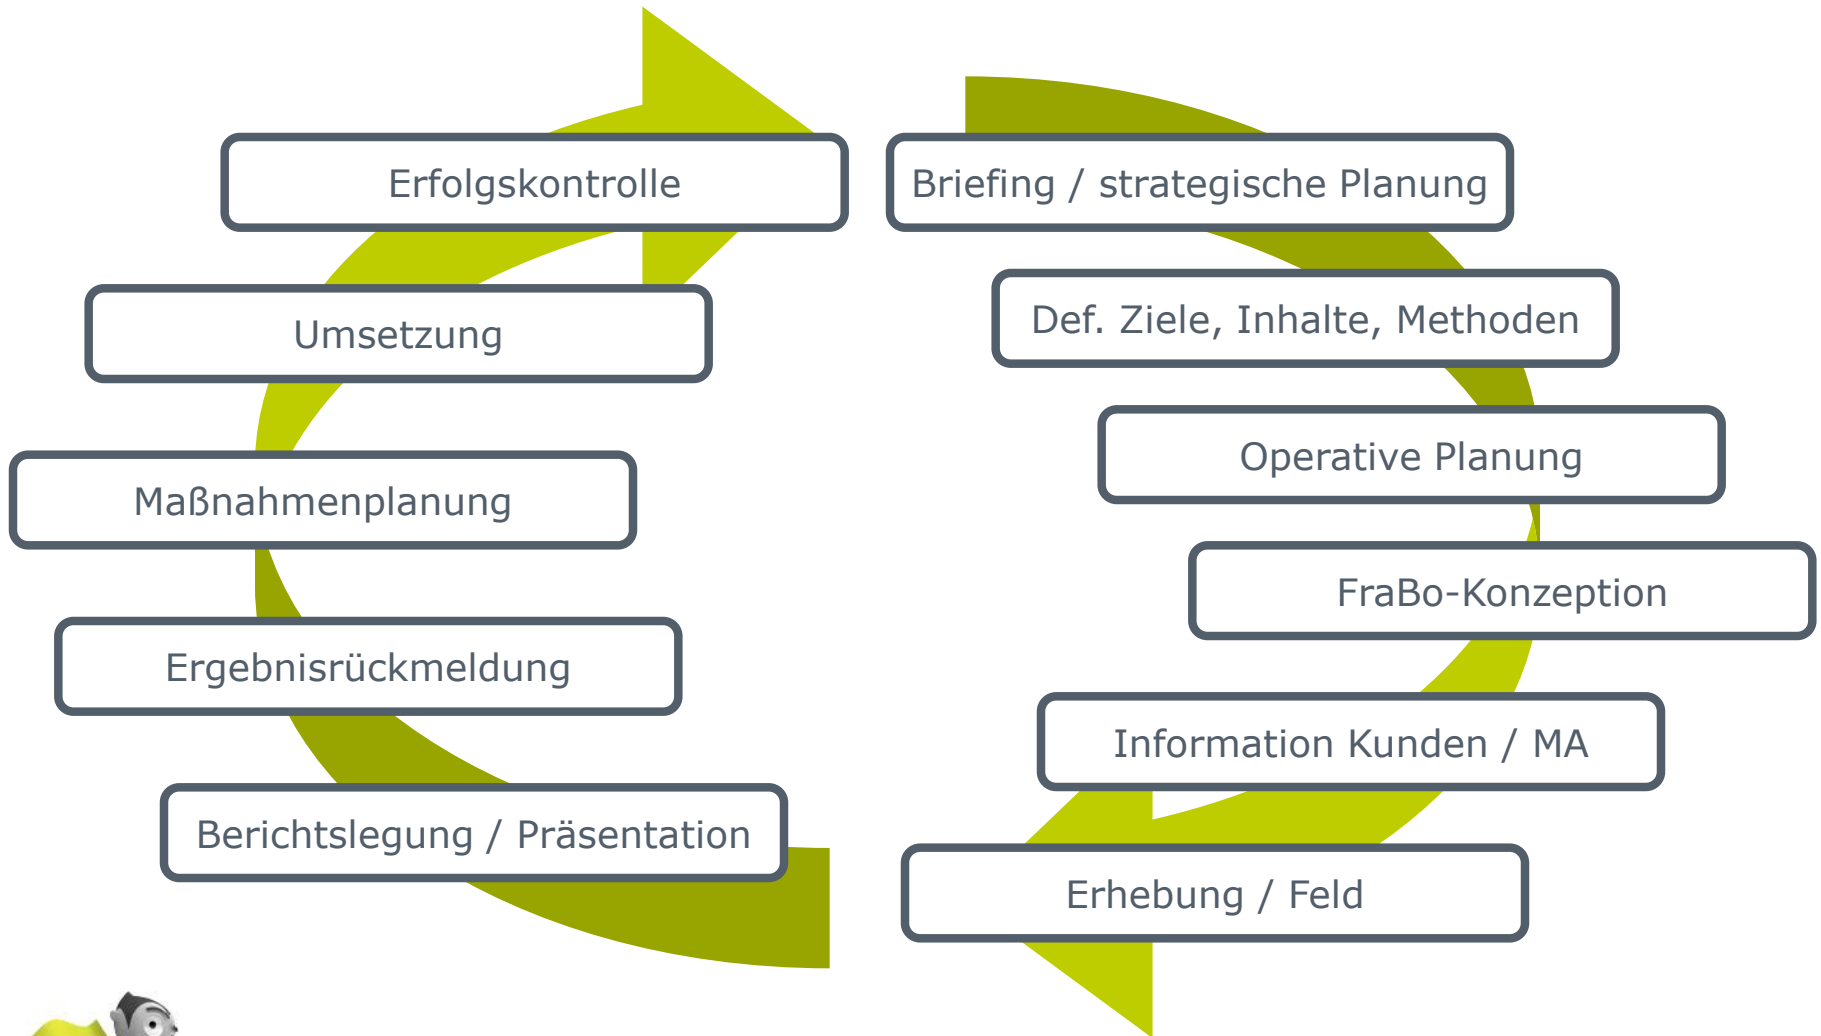 Erfolgskontrolle
Briefing / strategische Planung
Umsetzung
Def. Ziele, Inhalte, Methoden
Maßnahmenplanung
Operative Planung
Ergebnisrückmeldung
FraBo-Konzeption
Berichtslegung / Präsentation
Information Kunden / MA
Erhebung / Feld